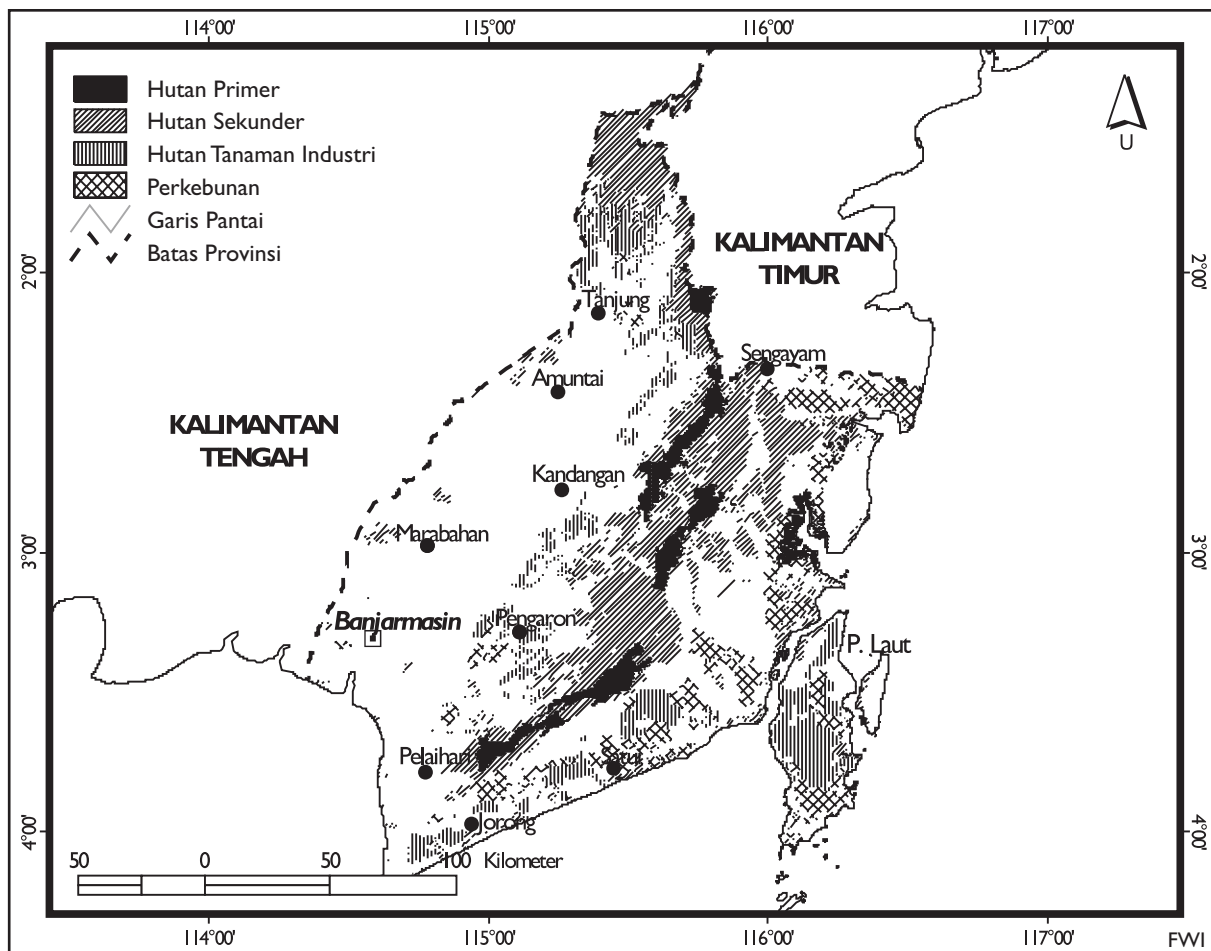 114°00'
115°00'
116°00'
117°00'
Hutan Primer
Hutan Sekunder
Hutan Tanaman Industri
Perkebunan
Garis Pantai
Batas Provinsi
U
KALIMANTAN
TIMUR
2°00'
2°00'
Tanjung
Sengayam
Amuntai
KALIMANTAN
TENGAH
Kandangan
Marabahan
3°00'
3°00'
Banjarmasin
Pengaron
P. Laut
Pelaihari
Satui
Jorong
4°00'
4°00'
50
0
50
100
Kilometer
114°00'
115°00'
116°00'
117°00'
FWI